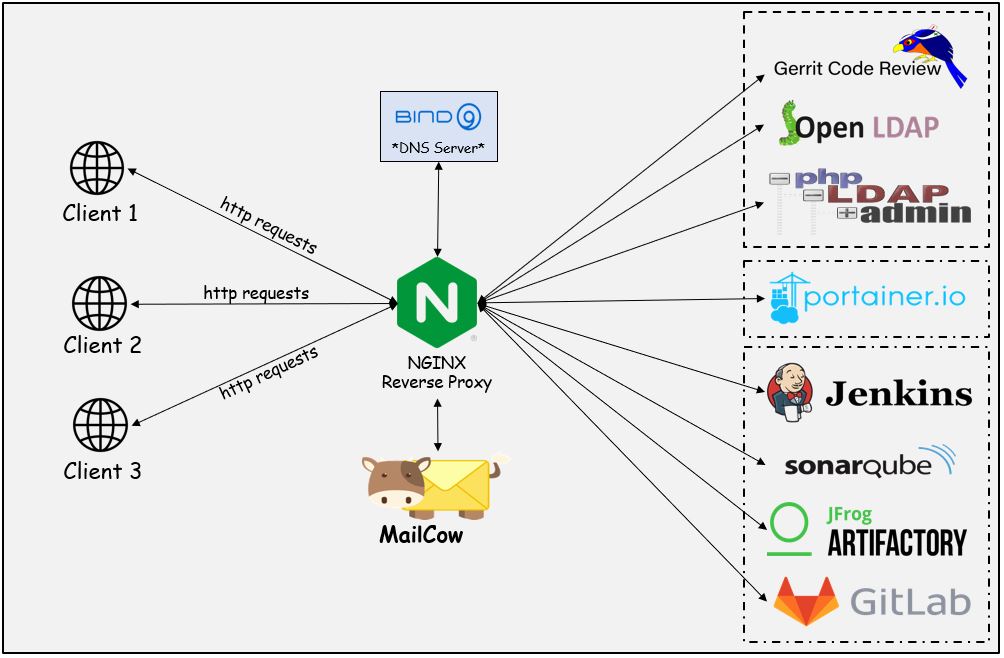 Client 1
Client 2
Client 3
http requests
http requests
http requests
BIND 9
*DNS Server*
N
®
NGINX
Reverse Proxy
MailCow
Gerrit Code Review
Open LDAP
php
LDAP
admin
portainer.io
Jenkins
sonarqube
JFrog
ARTIFACTORY
GitLab